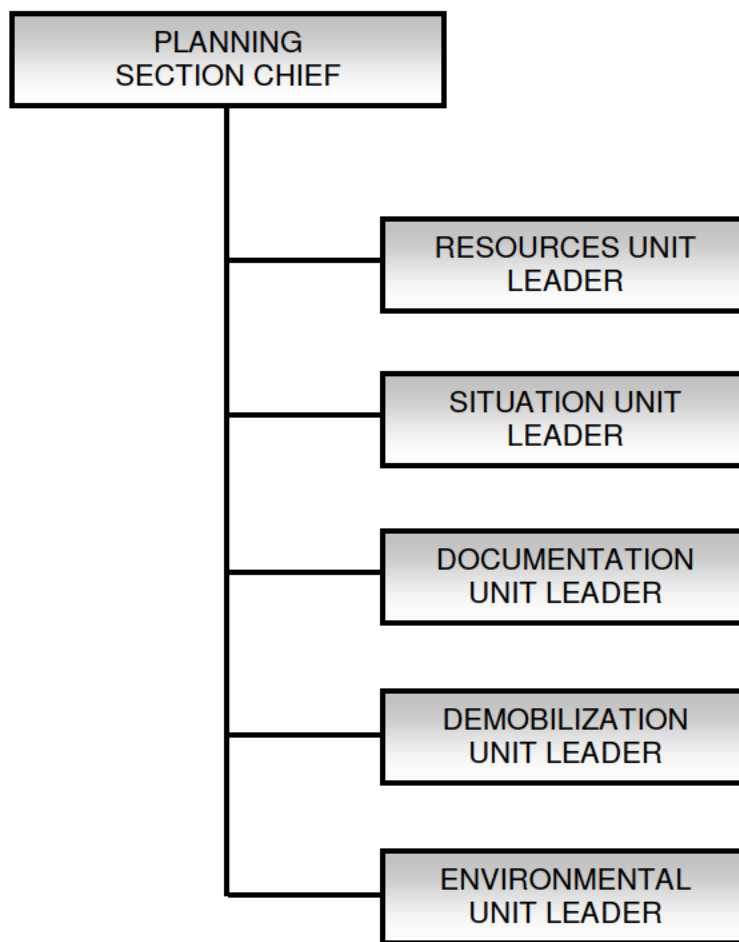 PLANNING
SECTION CHIEF
RESOURCES UNIT
LEADER
SITUATION UNIT
LEADER
DOCUMENTATION
UNIT LEADER
DEMOBILIZATION
UNIT LEADER
ENVIRONMENTAL
UNIT LEADER